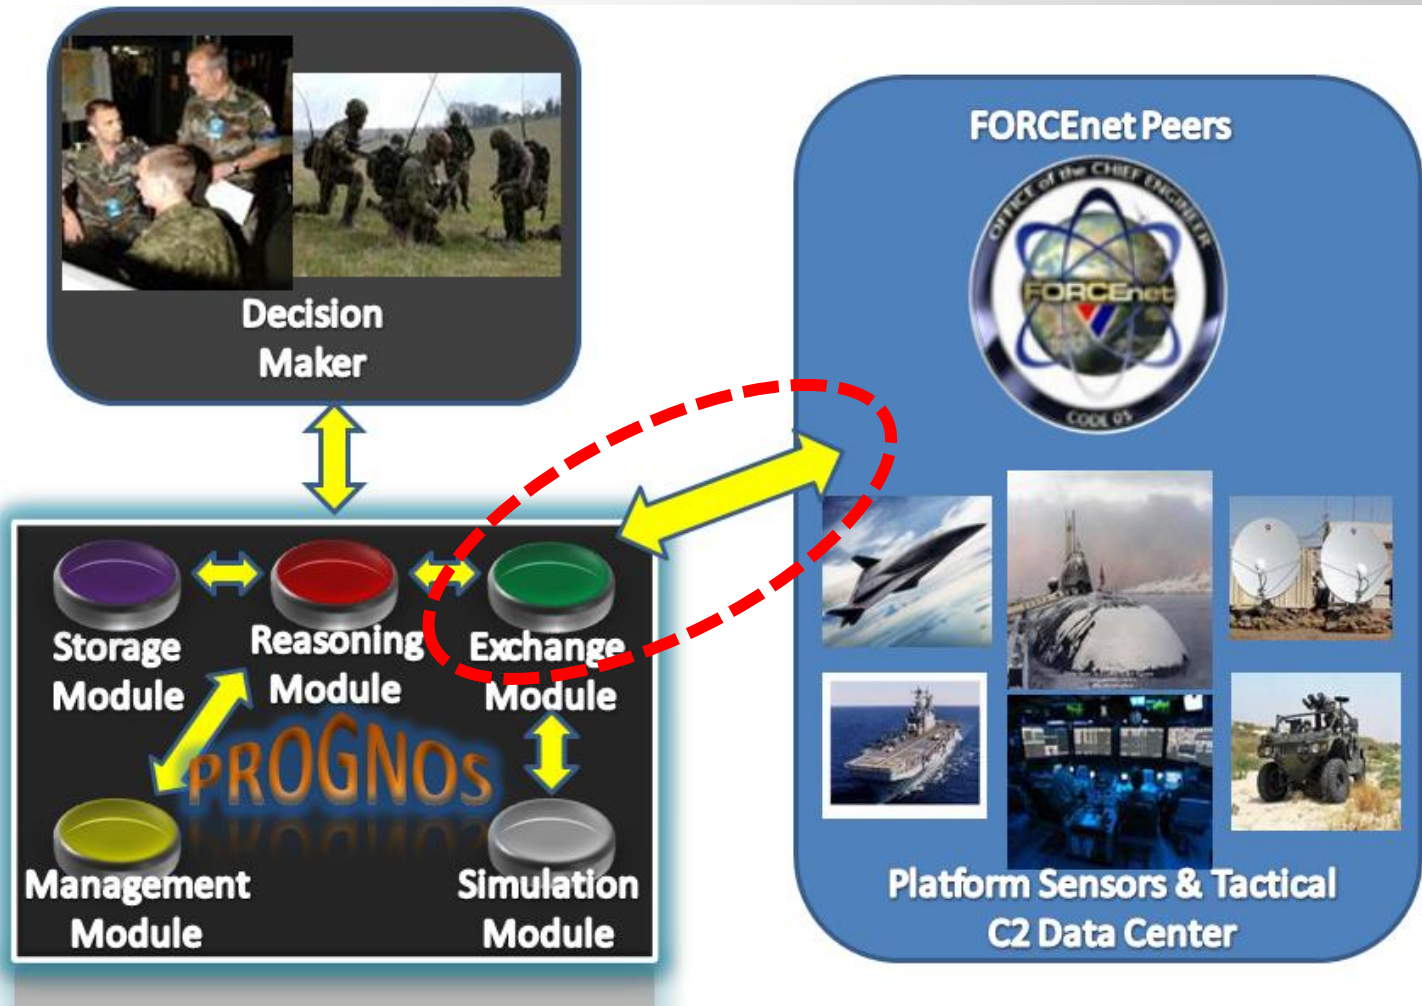 Decision
Maker
FORCEnet Peers
OFFICE of the CHIEF ENGINEER
FORCEnet
CODE 05
Storage
Module
Reasoning
Module
Exchange
Module
PROGNOS
Management
Module
Simulation
Module
Platform Sensors & Tactical
C2 Data Center